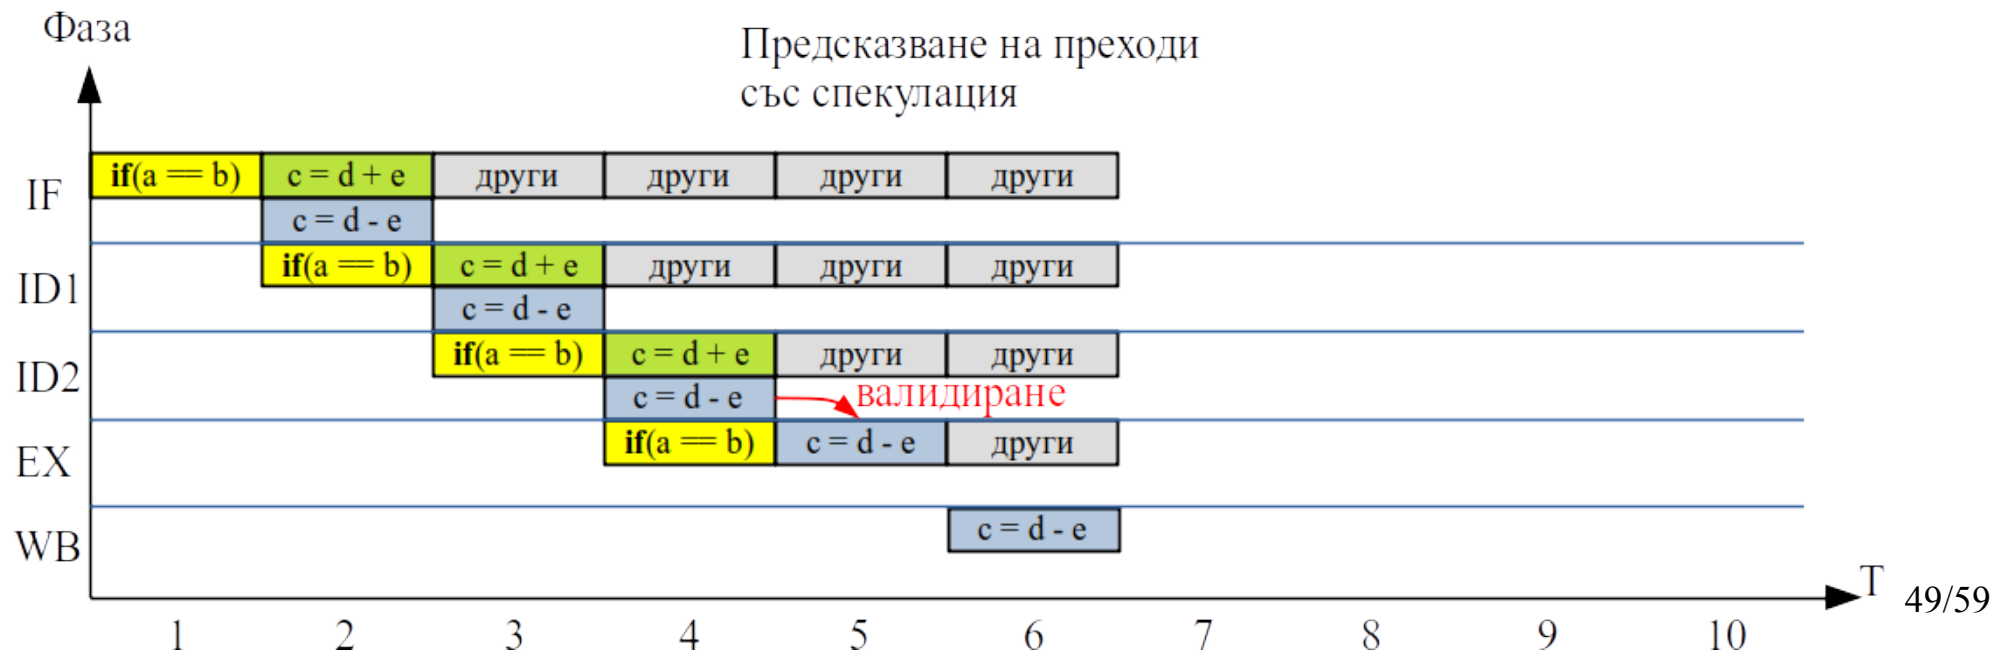 Фаза
Предсказване на преходи
със спекулация
IF
if(a == b) c = d + e други други други други
c = d - e
ID1
if(a == b) c = d + e други други други
c = d - e
ID2
if(a == b) c = d + e други други
c = d - e валидиране
EX
if(a == b) c = d - e други
WB
c = d - e
T
49/59
1 2 3 4 5 6 7 8 9 10